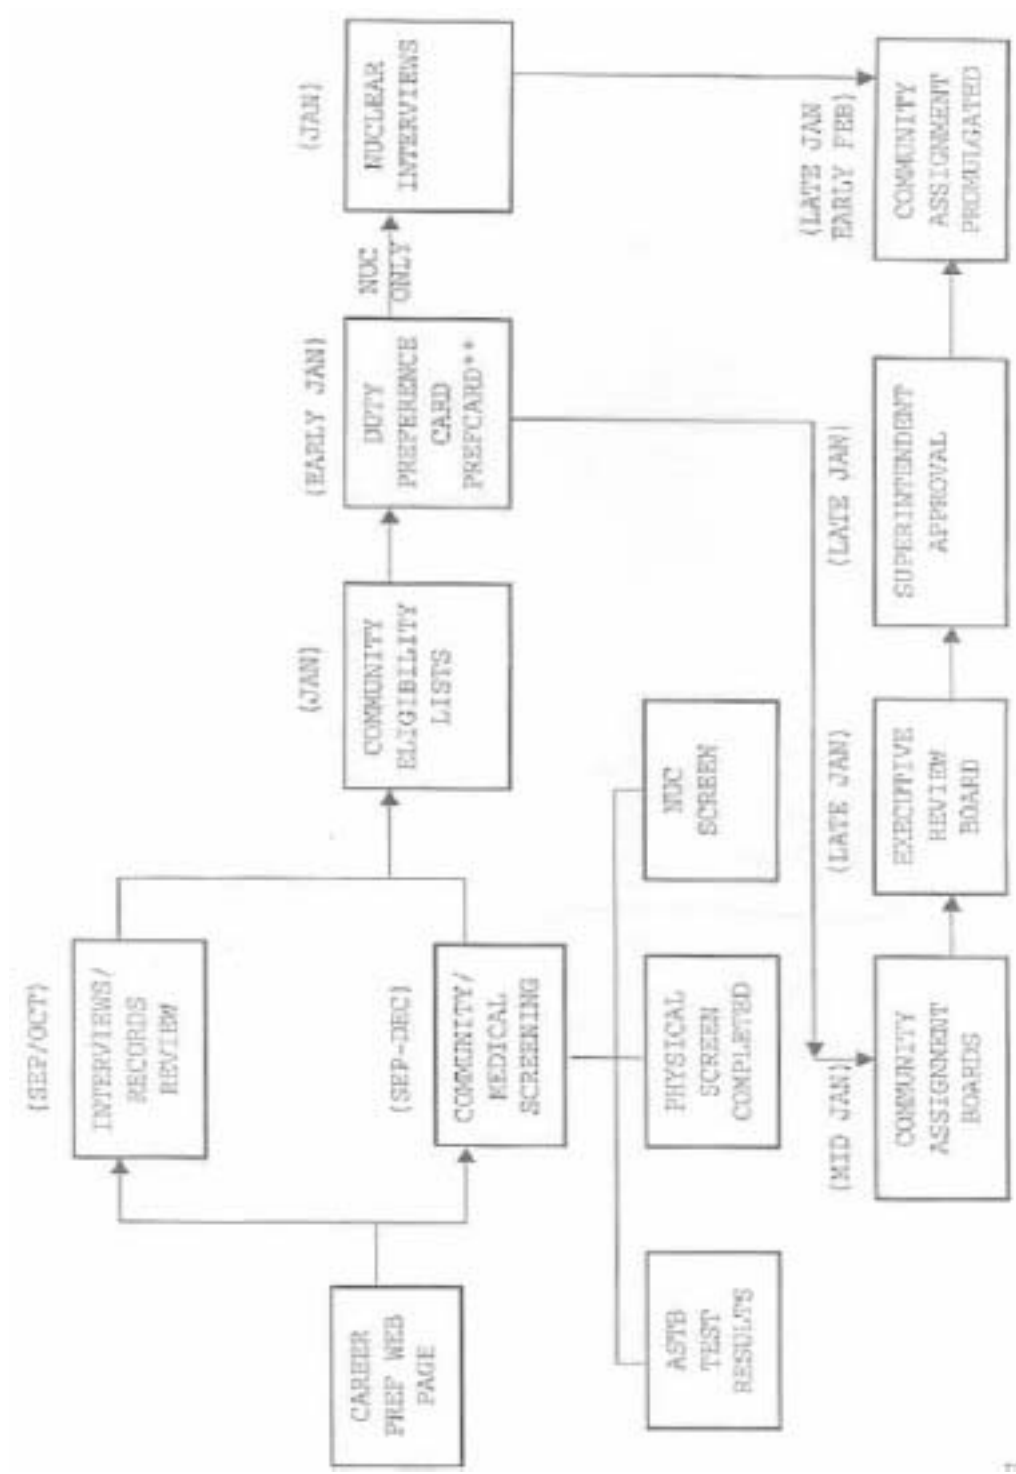 CAREER
PREP WEB
PAGE
(SEP/OCT)
INTERVIEWS/
RECORDS
REVIEW
(SEP-DEC)
COMMUNITY/
MEDICAL
SCREENING
ASTB
TEST
RESULTS
PHYSICAL
SCREEN
COMPLETED
NUC
SCREEN
(JAN)
COMMUNITY
ELIGIBILITY
LISTS
(EARLY JAN)
DUTY
PREFERENCE
CARD
PREFCARD**
NUC
ONLY
(JAN)
NUCLEAR
INTERVIEWS
(MID JAN)
COMMUNITY
ASSIGNMENT
BOARDS
(LATE JAN)
EXECUTIVE
REVIEW
BOARD
(LATE JAN)
SUPERINTENDENT
APPROVAL
(LATE JAN
EARLY FEB)
COMMUNITY
ASSIGNMENT
PROMULGATED